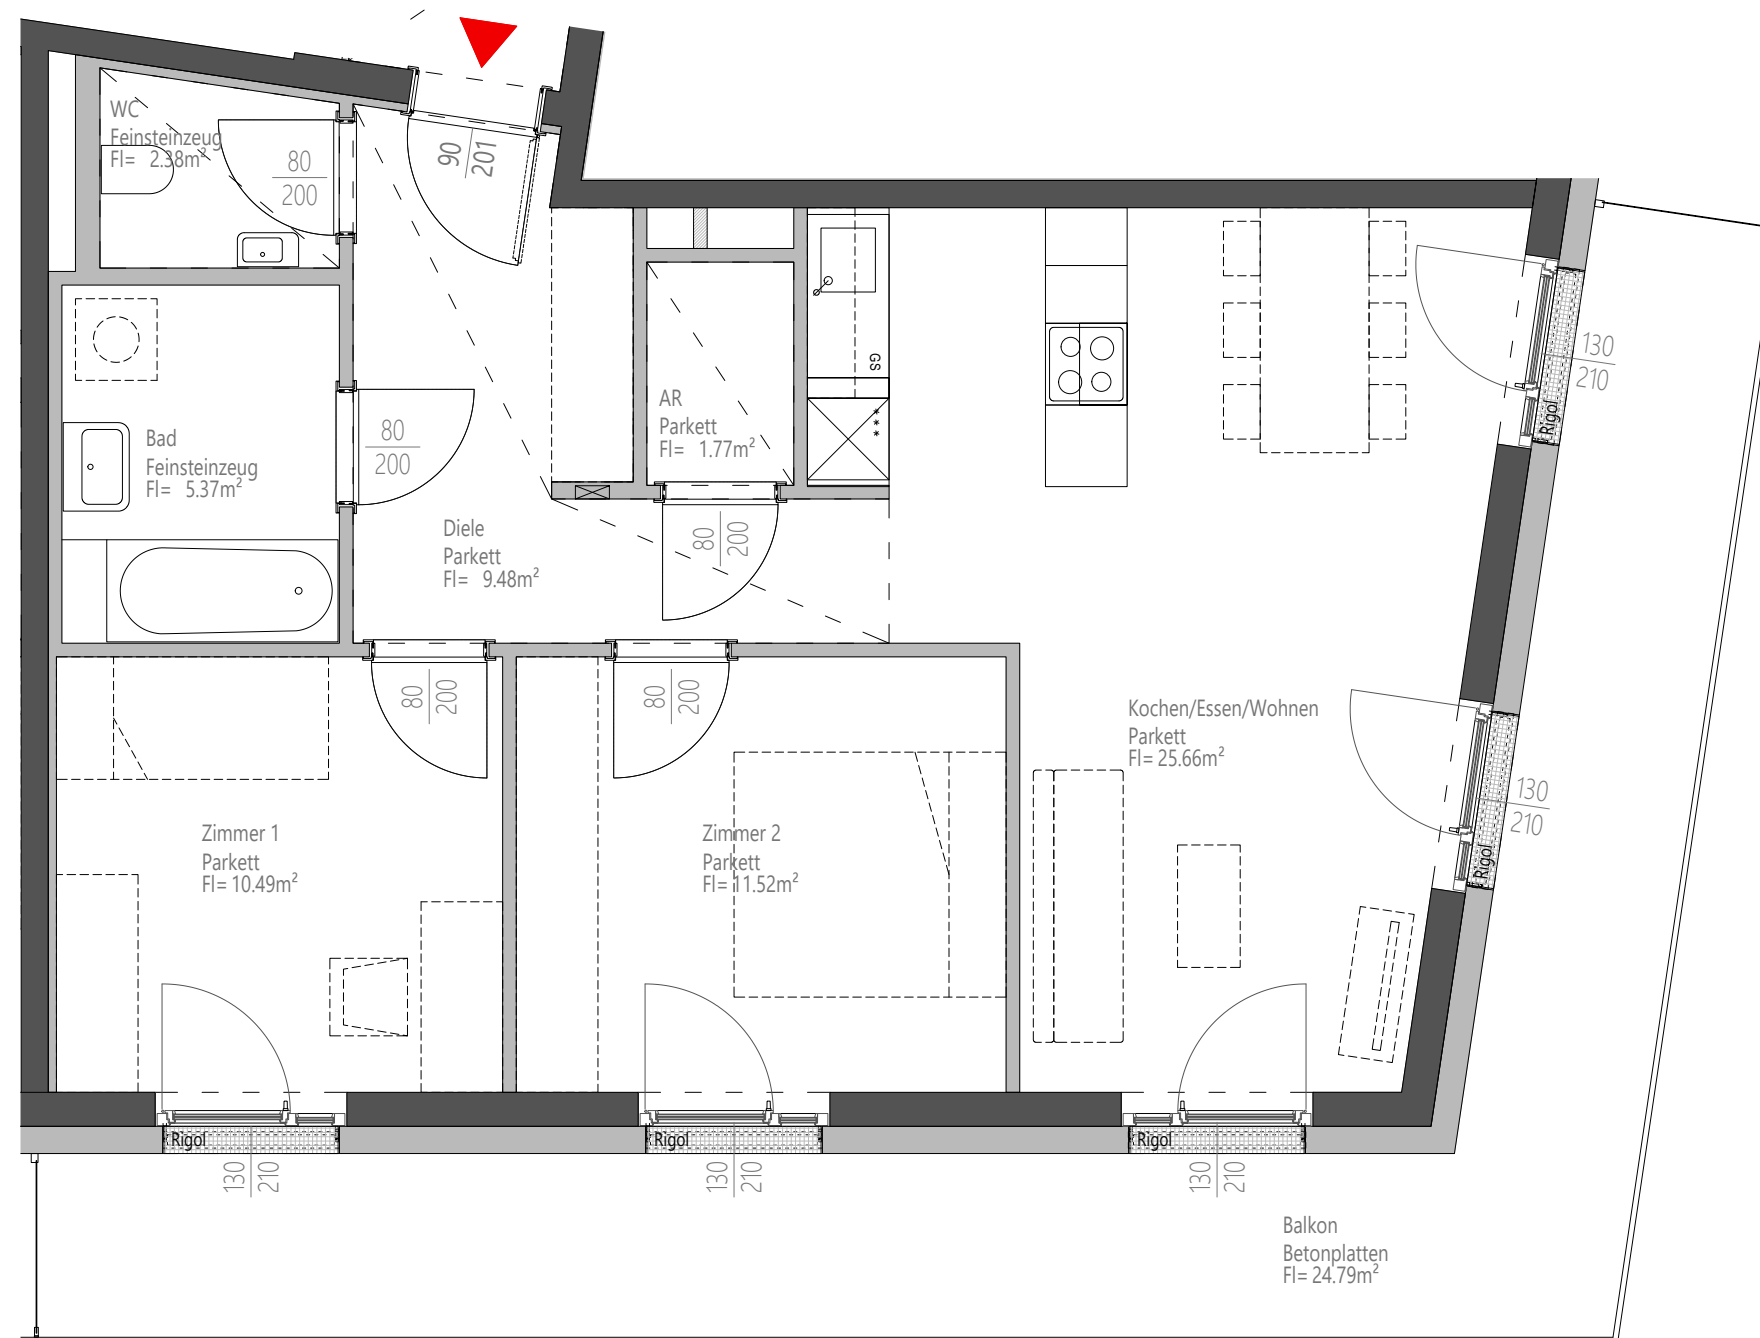 WC
Feinsteinzeug
Fl= 2.38m²
80
200
90
201
Bad
Feinsteinzeug
Fl= 5.37m²
80
200
AR
Parkett
Fl= 1.77m²
GS
***
130
210
Rigol
Diele
Parkett
Fl= 9.48m²
80
200
80
200
80
200
Kochen/Essen/Wohnen
Parkett
Fl= 25.66m²
130
210
Rigol
Zimmer 1
Parkett
Fl= 10.49m²
Zimmer 2
Parkett
Fl= 11.52m²
Rigol
130
210
Rigol
130
210
Rigol
130
210
Balkon
Betonplatten
Fl= 24.79m²